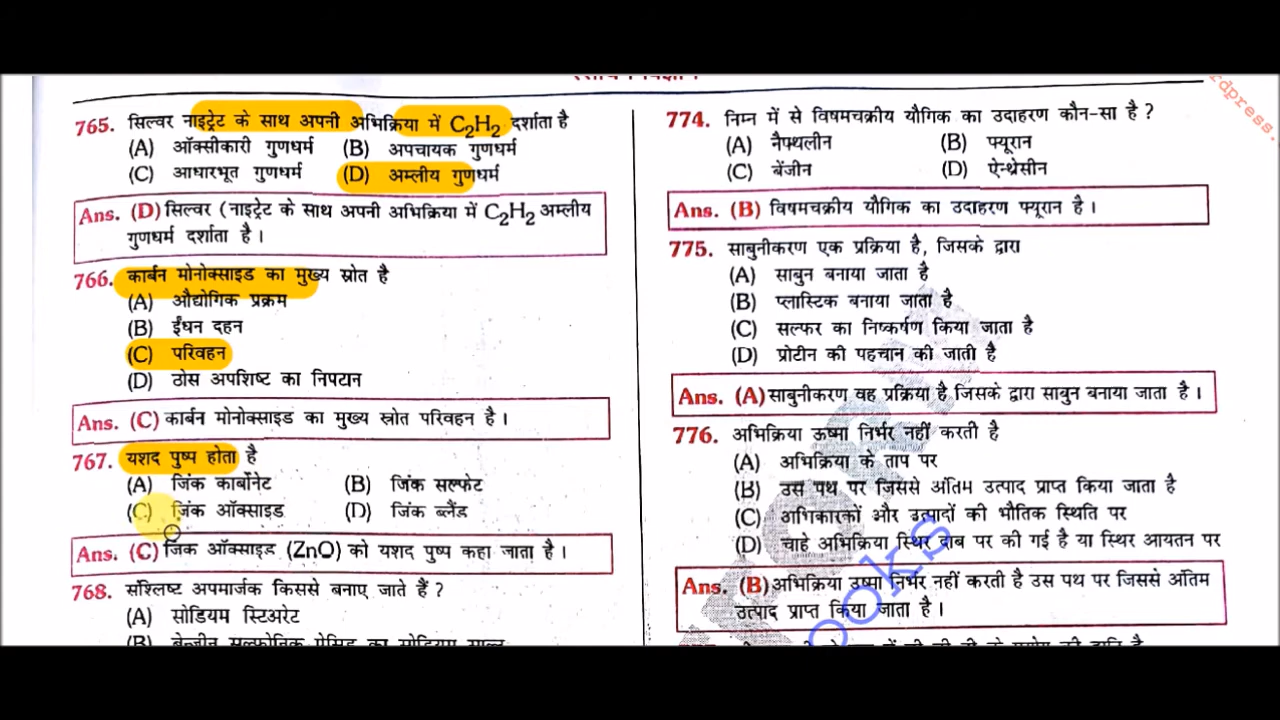 765. सिल्वर नाइट्रेट के साथ अपनी अभिक्रिया में C₂H₂ दर्शाता है
(A) ऑक्सीकारी गुणधर्म (B) अपचायक गुणधर्म
(C) आधारभूत गुणधर्म (D) अम्लीय गुणधर्म
Ans. (D) सिल्वर (नाइट्रेट के साथ अपनी अभिक्रिया में C₂H₂ अम्लीय
गुणधर्म दर्शाता है।
766. कार्बन मोनोक्साइड का मुख्य स्रोत है
(A) औद्योगिक प्रक्रम
(B) ईंधन दहन
(C) परिवहन
(D) ठोस अपशिष्ट का निपटान
Ans. (C) कार्बन मोनोक्साइड का मुख्य स्रोत परिवहन है।
767. यशद पुष्प होता है
(A) जिंक कार्बोनेट (B) जिंक सल्फेट
(C) जिंक ऑक्साइड (D) जिंक ब्लैंड
Ans. (C) जिंक ऑक्साइड (ZnO) को यशद पुष्प कहा जाता है।
768. संश्लिष्ट अपमार्जक किससे बनाए जाते हैं ?
(A) सोडियम स्टिअरेट
(B) बेन्जीन सल्फोनिक ऐसिड का सोडियम साल्ट
774. निम्न में से विषमचक्रीय यौगिक का उदाहरण कौन-सा है ?
(A) नैफ्थलीन (B) फ्यूरान
(C) बेंजीन (D) ऐन्थ्रेसीन
Ans. (B) विषमचक्रीय यौगिक का उदाहरण फ्यूरान है।
775. साबुनीकरण एक प्रक्रिया है, जिसके द्वारा
(A) साबुन बनाया जाता है
(B) प्लास्टिक बनाया जाता है
(C) सल्फर का निष्कर्षण किया जाता है
(D) प्रोटीन की पहचान की जाती है
Ans. (A) साबुनीकरण वह प्रक्रिया है जिसके द्वारा साबुन बनाया जाता है।
776. अभिक्रिया ऊष्मा निर्भर नहीं करती है
(A) अभिक्रिया के ताप पर
(B) उस पथ पर जिससे अंतिम उत्पाद प्राप्त किया जाता है
(C) अभिकारकों और उत्पादों की भौतिक स्थिति पर
(D) चाहे अभिक्रिया स्थिर दाब पर की गई है या स्थिर आयतन पर
Ans. (B) अभिक्रिया उष्मा निर्भर नहीं करती है उस पथ पर जिससे अंतिम
उत्पाद प्राप्त किया जाता है।